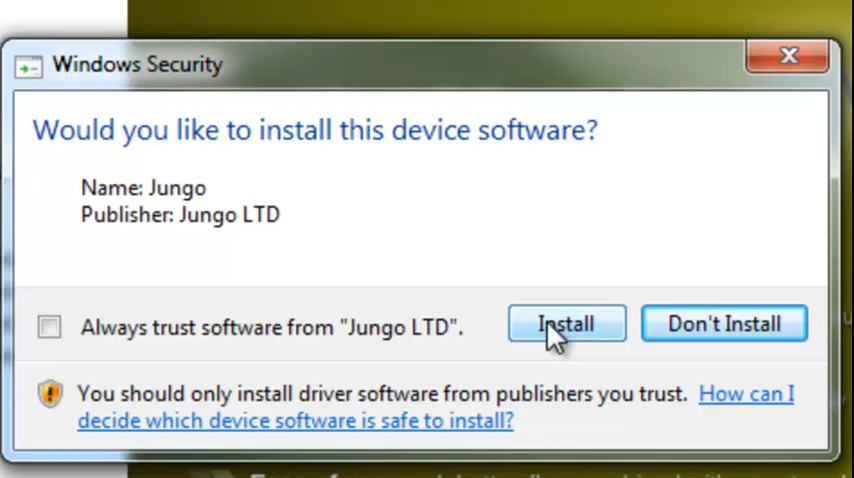 Windows Security
Would you like to install this device software?
Name: Jungo
Publisher: Jungo LTD
Always trust software from "Jungo LTD".
Install
Don't Install
You should only install driver software from publishers you trust. How can I
decide which device software is safe to install?